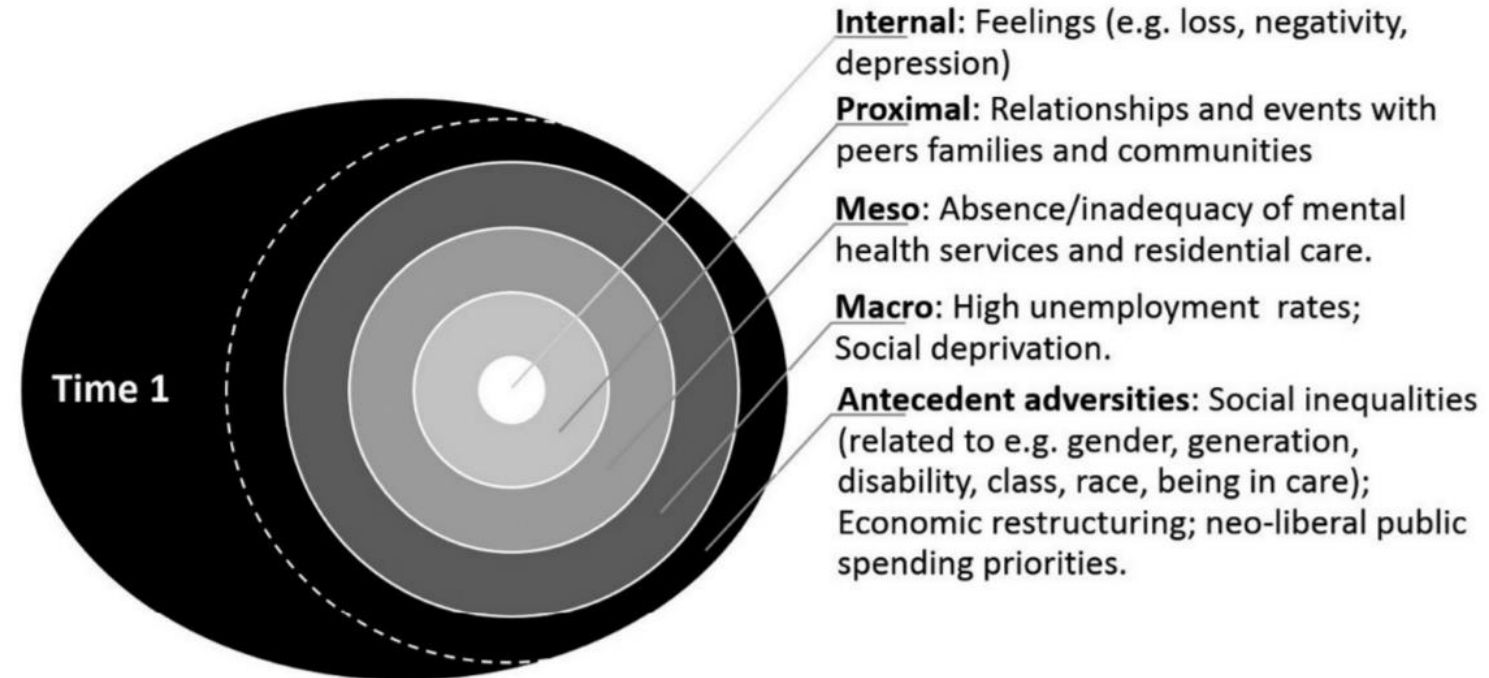 Internal: Feelings (e.g. loss, negativity,
depression)
Proximal: Relationships and events with
peers families and communities
Meso: Absence/inadequacy of mental
health services and residential care.
Macro: High unemployment rates;
Social deprivation.
Time 1
Antecedent adversities: Social inequalities
(related to e.g. gender, generation,
disability, class, race, being in care);
Economic restructuring; neo-liberal public
spending priorities.